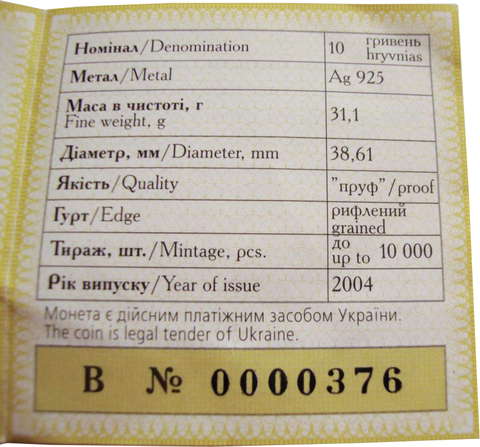 Номінал/Denomination 10 гривень hryvnias
Метал/Metal Ag 925
Маса в чистоті, г
Fine weight, g 31,1
Діаметр, мм/Diameter, mm 38,61
Якість/Quality "пруф"/proof
Гурт/Edge рифлений grained
Тираж, шт./Mintage, pcs. до up to 10 000
Рік випуску/Year of issue 2004
Монета є дійсним платіжним засобом України.
The coin is legal tender of Ukraine.
В № 0000376